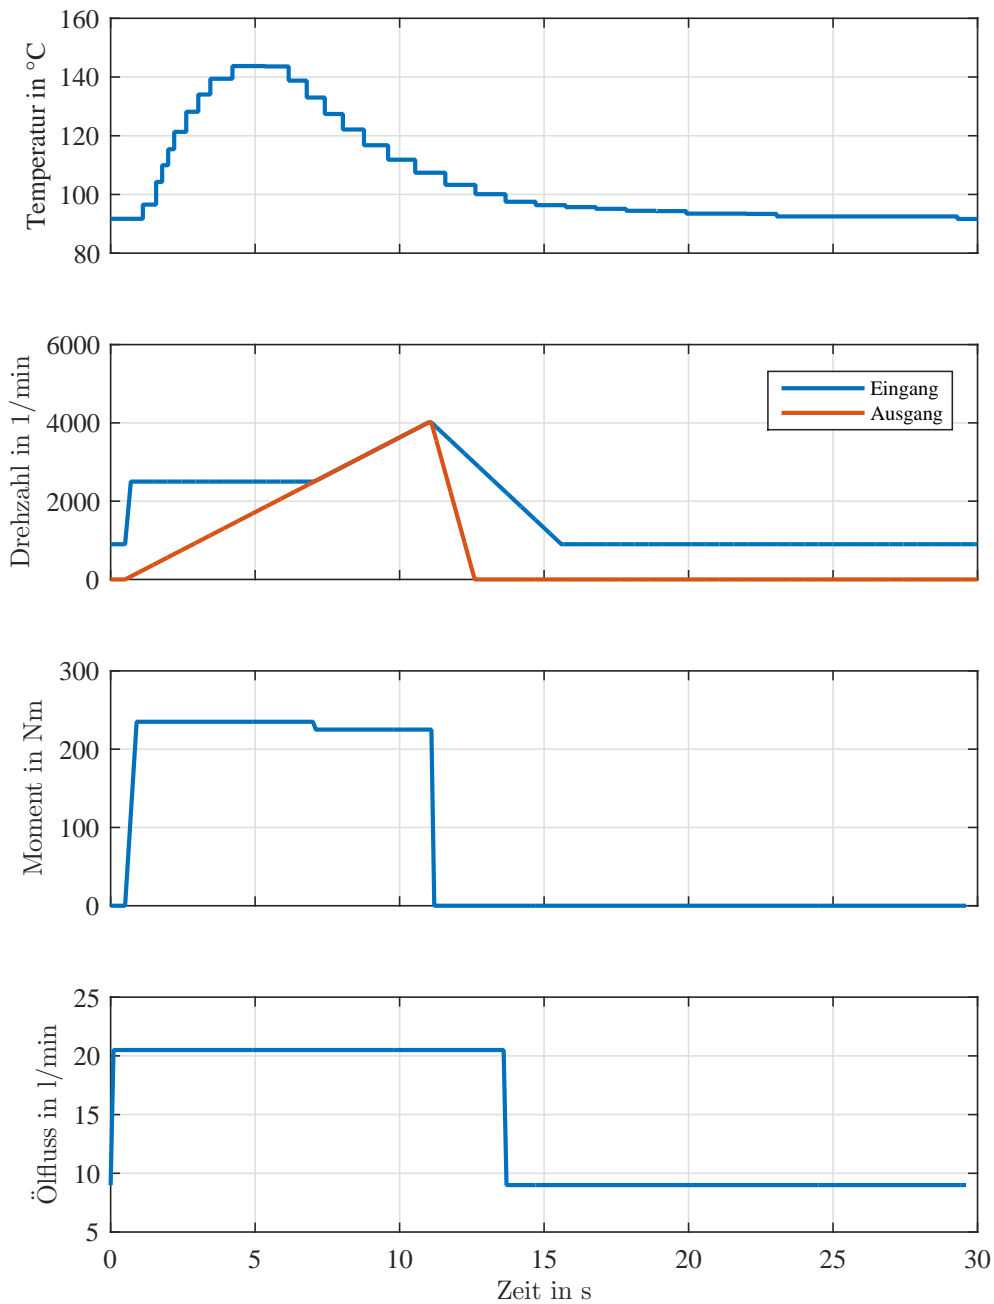 Temperatur in °C
160
140
120
100
80
Drehzahl in 1/min
6000
4000
2000
0
Eingang
Ausgang
Moment in Nm
300
200
100
0
Ölfluss in l/min
25
20
15
10
5
0 5 10 15 20 25 30
Zeit in s